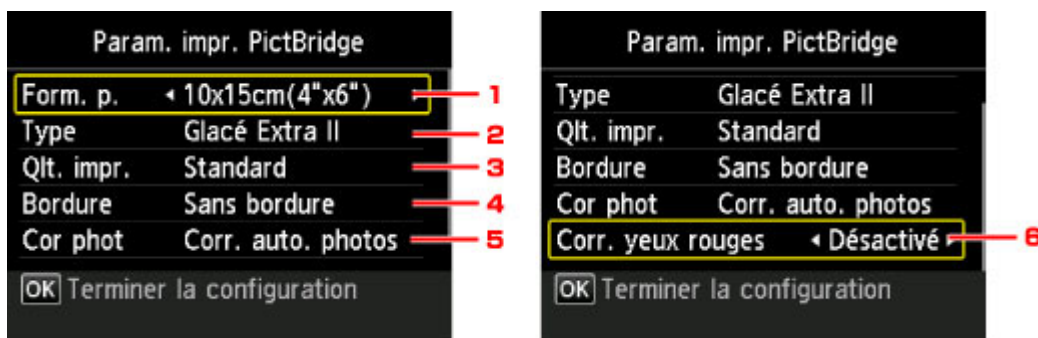 Param. impr. PictBridge
Form. p. 10x15cm(4"x6") 1
Type Glacé Extra II 2
Qlt. impr. Standard 3
Bordure Sans bordure 4
Cor phot Corr. auto. photos 5
OK Terminer la configuration
Param. impr. PictBridge
Type Glacé Extra II
Qlt. impr. Standard
Bordure Sans bordure
Cor phot Corr. auto. photos
Corr. yeux rouges Désactivé 6
OK Terminer la configuration